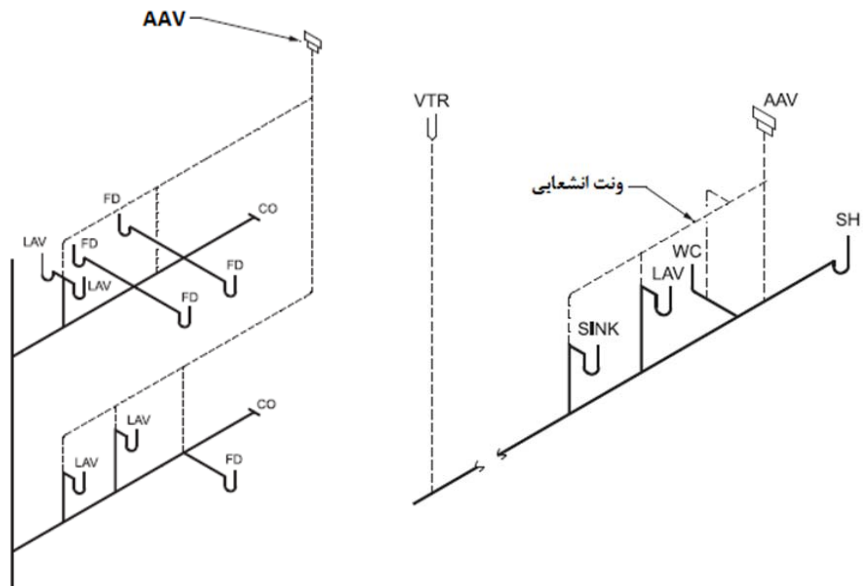 AAV
FD
CO
LAV
FD
LAV
FD
FD
CO
LAV
LAV
FD
VTR
AAV
ونت انشعابی
SH
WC
LAV
SINK